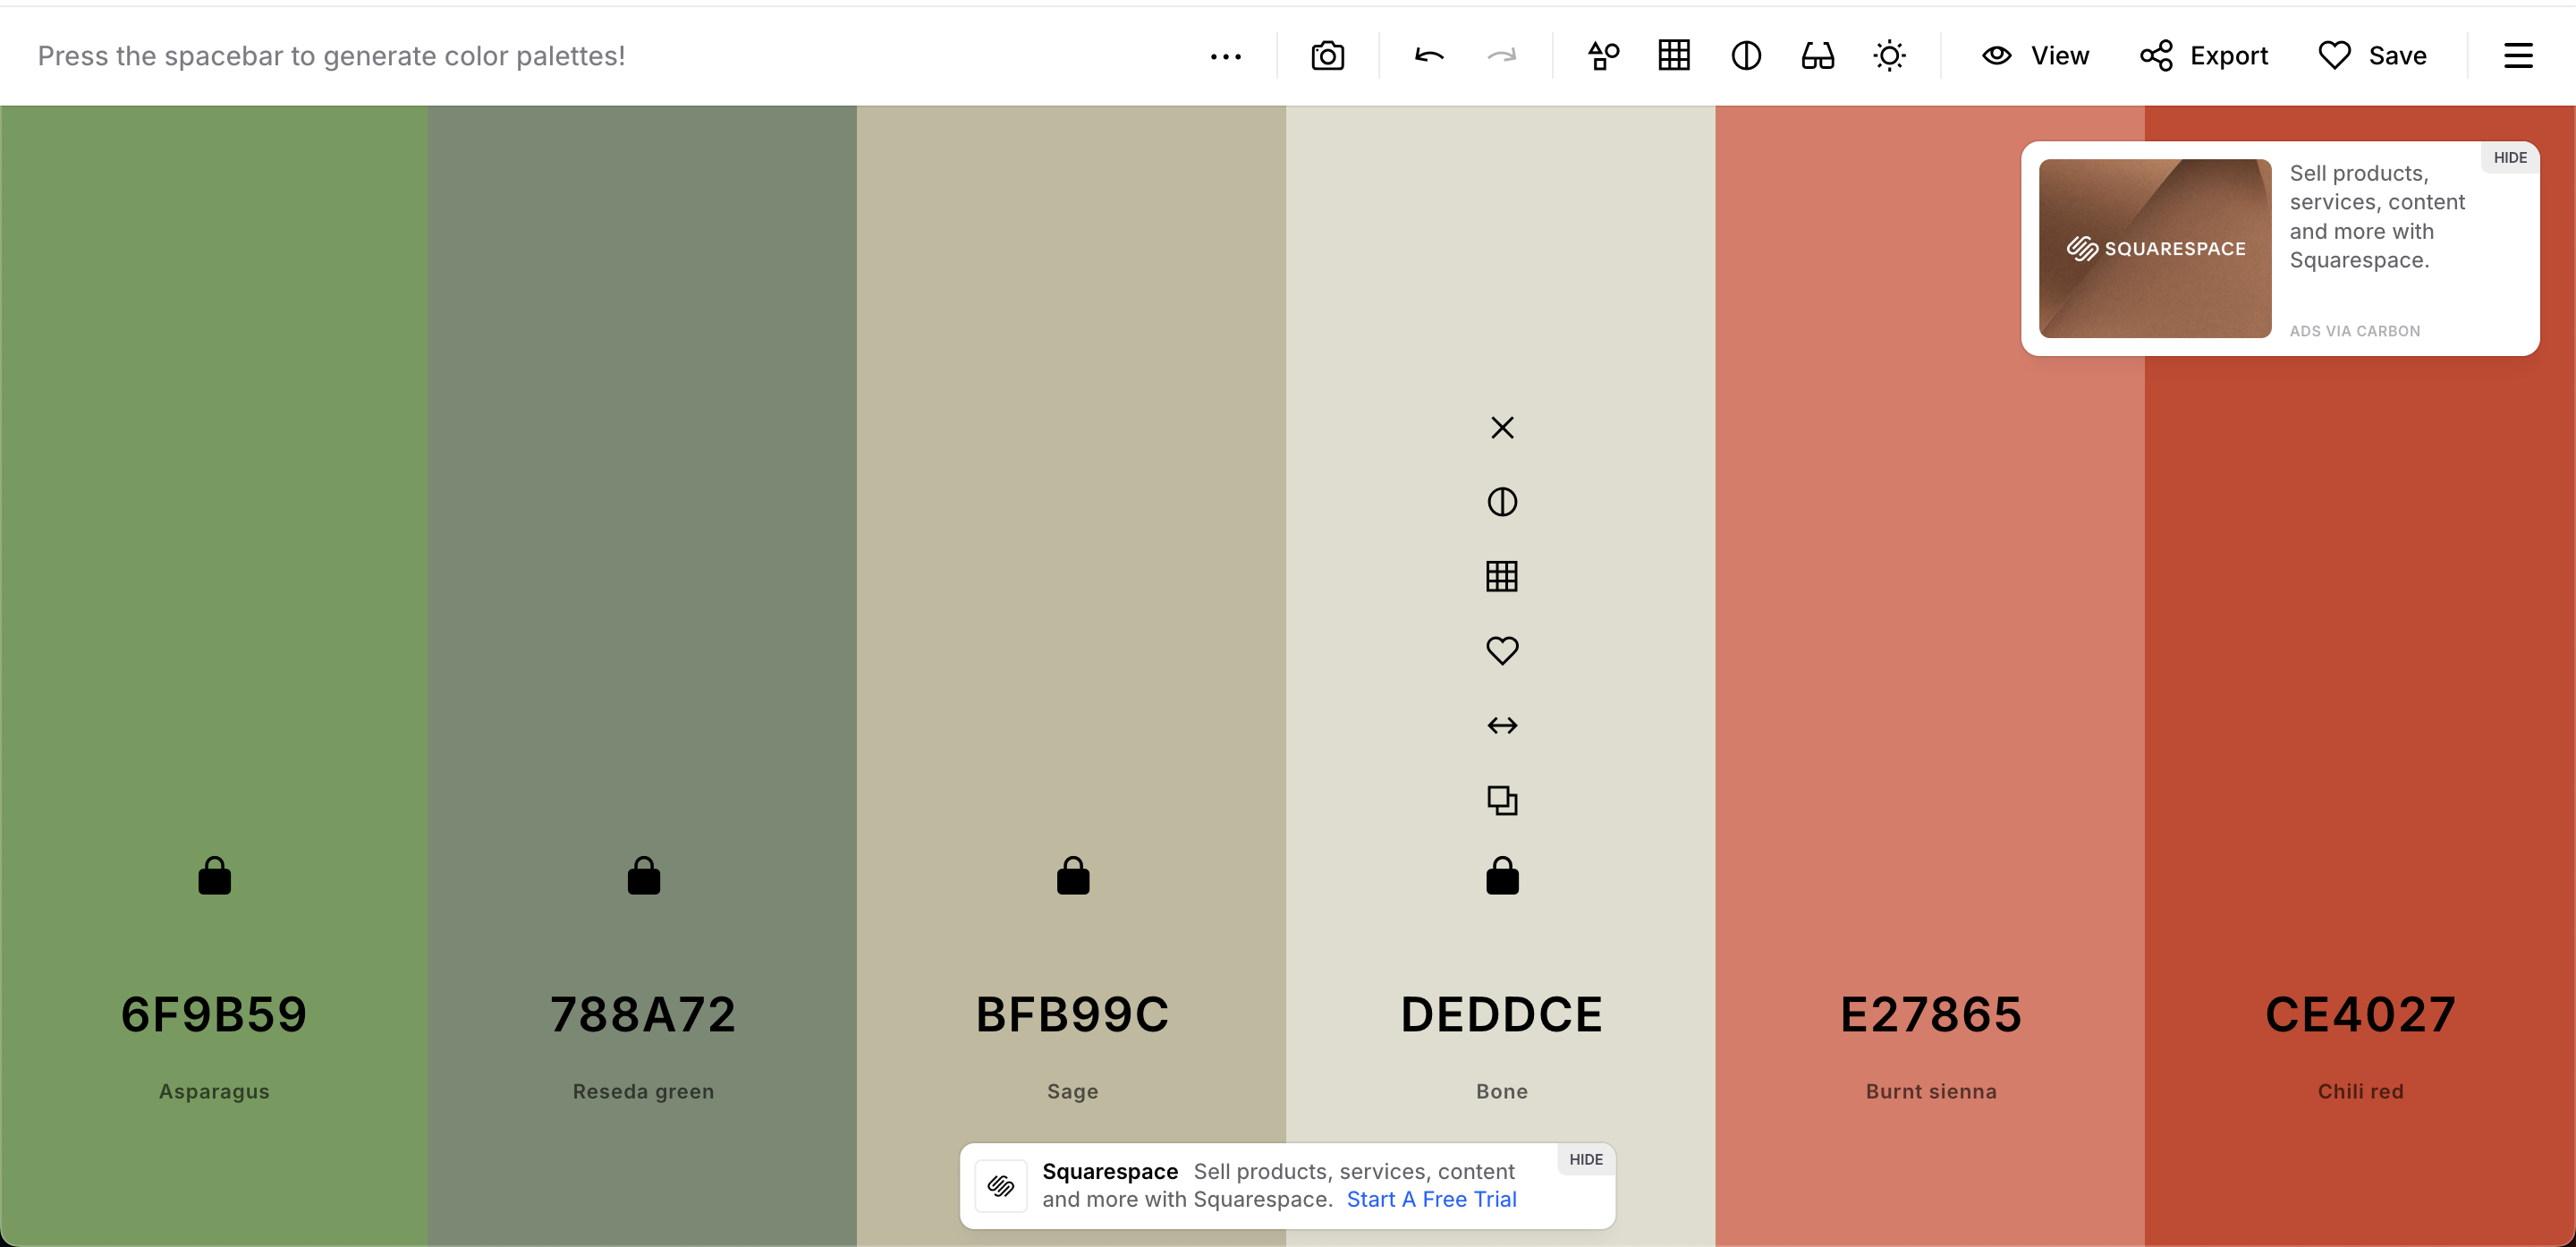 Press the spacebar to generate color palettes!
View
Export
Save
HIDE
SQUARESPACE
Sell products,
services, content
and more with
Squarespace.
ADS VIA CARBON
6F9B59
788A72
BFB99C
DEDDCE
E27865
CE4027
Asparagus
Reseda green
Sage
Bone
Burnt sienna
Chili red
HIDE
Squarespace Sell products, services, content
and more with Squarespace. Start A Free Trial